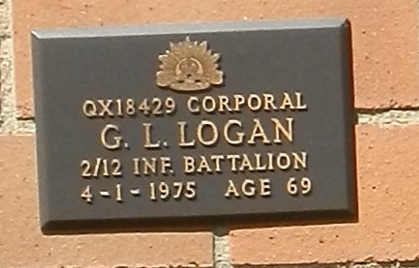 QX18429 CORPORAL
G. L. LOGAN
2/12 INF. BATTALION
4-1-1975 AGE 69